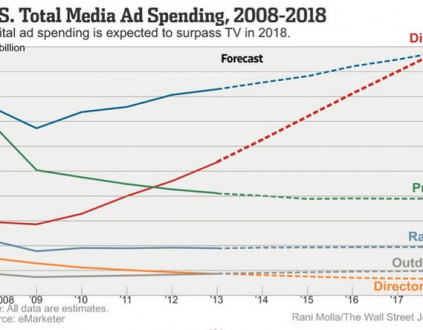 .S. Total Media Ad Spending, 2008-2018
ital ad spending is expected to surpass TV in 2018.
billion
Forecast
Di
Pr
Ra
Outd
Director
008 '09 '10 '11 '12 '13 '14 '15 '16 '17
e: All data are estimates.
rce: eMarketer
Rani Molla/The Wall Street Jo